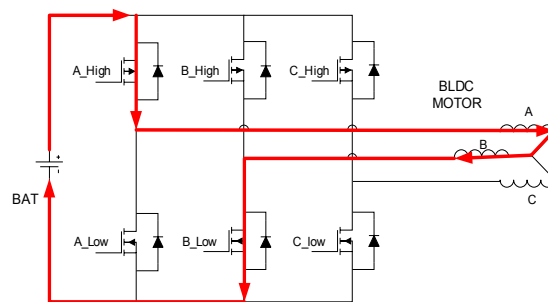 A_High
B_High
C_High
BLDC
MOTOR
A
B
+
-
BAT
C
A_Low
B_Low
C_low